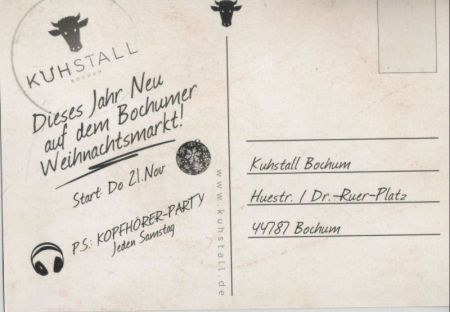 KUHSTALL
BOCHUM
Dieses Jahr Neu
auf dem Bochumer
Weihnachtsmarkt!
Start: Do 21.Nov
P.S.: KOPFHÖRER-PARTY
Jeden Samstag
www.kuhstall.de
Kuhstall Bochum
Huestr. / Dr.-Ruer-Platz
44787 Bochum